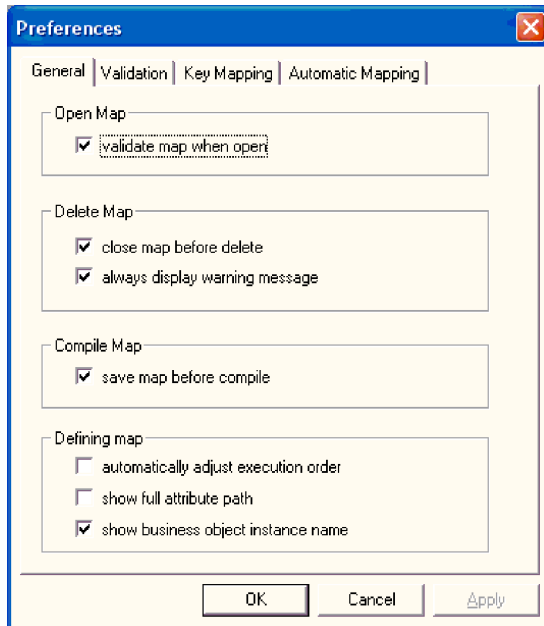 Preferences
General Validation Key Mapping Automatic Mapping
Open Map
validate map when open
Delete Map
close map before delete
always display warning message
Compile Map
save map before compile
Defining map
automatically adjust execution order
show full attribute path
show business object instance name
OK Cancel Apply